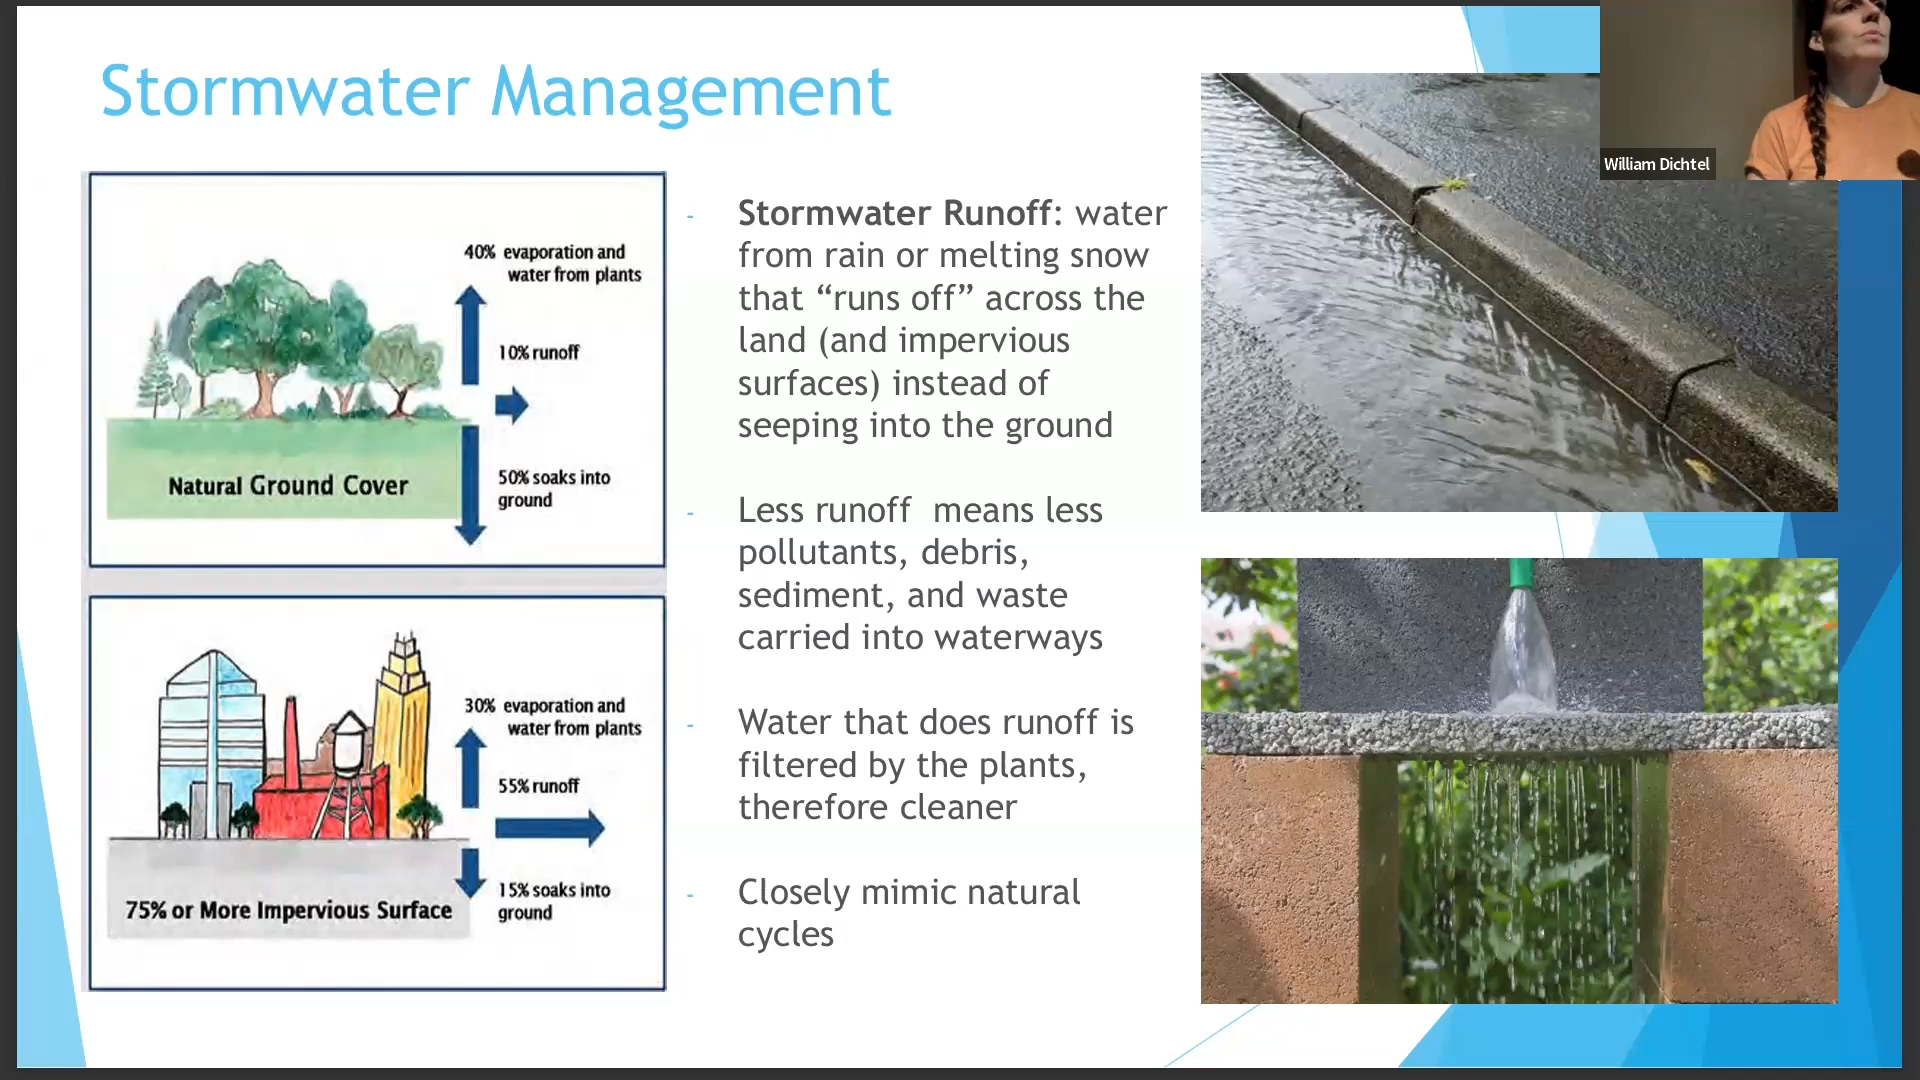 Stormwater Management
William Dichtel
40% evaporation and
water from plants
10% runoff
50% soaks into
ground
Natural Ground Cover
30% evaporation and
water from plants
55% runoff
15% soaks into
ground
75% or More Impervious Surface
- Stormwater Runoff: water
from rain or melting snow
that “runs off” across the
land (and impervious
surfaces) instead of
seeping into the ground
- Less runoff  means less
pollutants, debris,
sediment, and waste
carried into waterways
- Water that does runoff is
filtered by the plants,
therefore cleaner
- Closely mimic natural
cycles